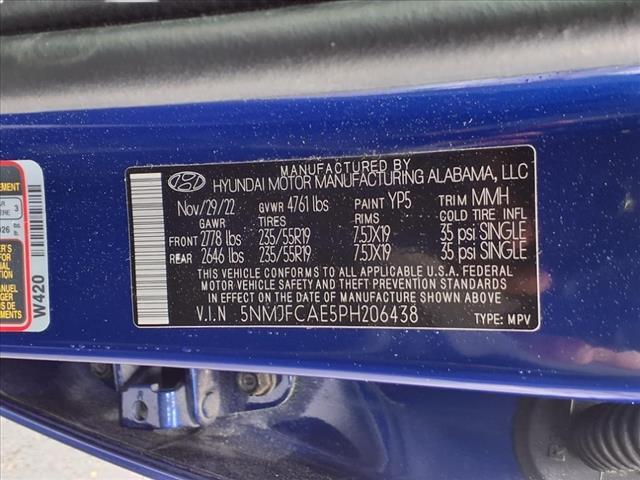 MANUFACTURED BY
HYUNDAI MOTOR MANUFACTURING ALABAMA, LLC
Nov/29/22 GVWR 4761 lbs PAINT YP5 TRIM MMH
GAWR TIRES RIMS COLD TIRE INFL
FRONT 2778 lbs 235/55R19 7.5JX19 35 psi SINGLE
REAR 2646 lbs 235/55R19 7.5JX19 35 psi SINGLE
THIS VEHICLE CONFORMS TO ALL APPLICABLE U.S.A. FEDERAL
MOTOR VEHICLE SAFETY AND THEFT PREVENTION STANDARDS
IN EFFECT ON THE DATE OF MANUFACTURE SHOWN ABOVE.
V.I.N 5NMJFCAE5PH206438 TYPE: MPV
3
W420